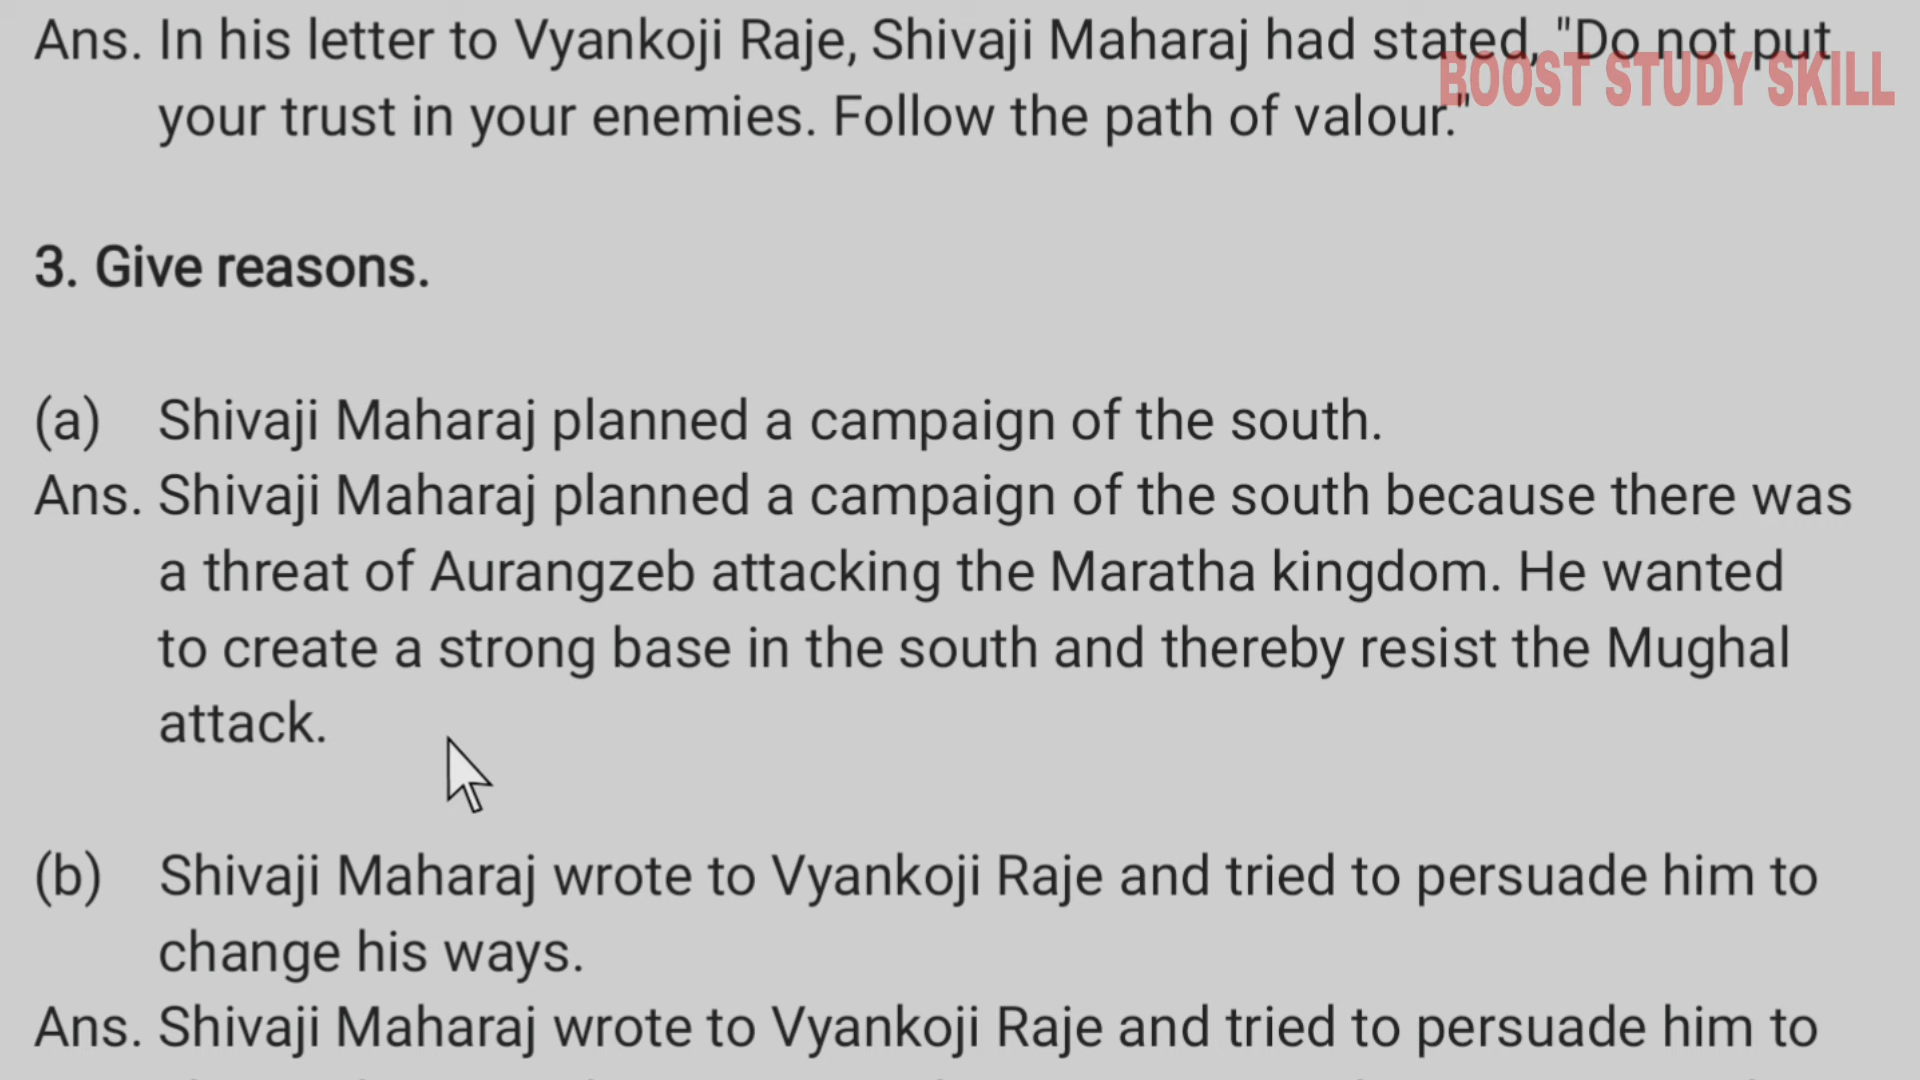 Ans. In his letter to Vyankoji Raje, Shivaji Maharaj had stated, "Do not put
BOOST STUDY SKILL
your trust in your enemies. Follow the path of valour."
3. Give reasons.
(a) Shivaji Maharaj planned a campaign of the south.
Ans. Shivaji Maharaj planned a campaign of the south because there was
a threat of Aurangzeb attacking the Maratha kingdom. He wanted
to create a strong base in the south and thereby resist the Mughal
attack.
(b) Shivaji Maharaj wrote to Vyankoji Raje and tried to persuade him to
change his ways.
Ans. Shivaji Maharaj wrote to Vyankoji Raje and tried to persuade him to